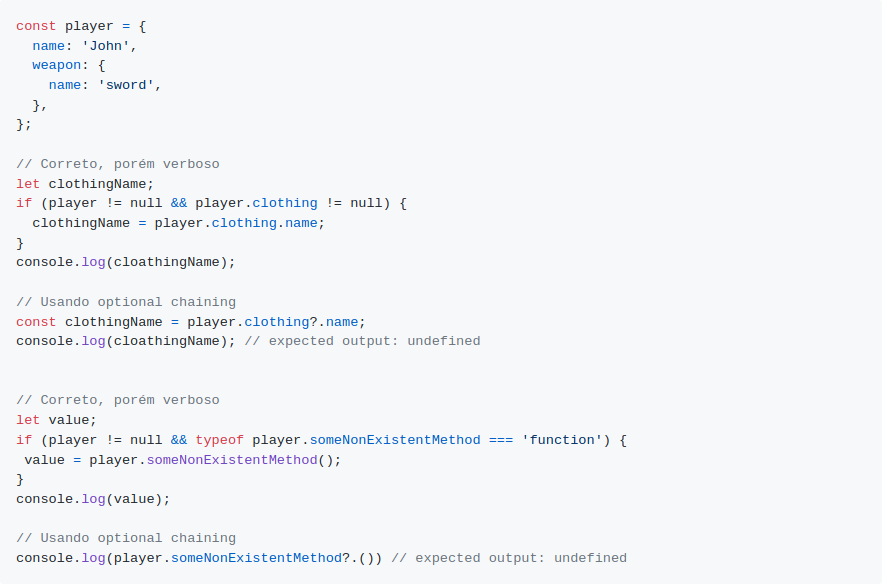 const player = {
  name: 'John',
  weapon: {
    name: 'sword',
  },
};

// Correto, porém verboso
let clothingName;
if (player != null && player.clothing != null) {
  clothingName = player.clothing.name;
}
console.log(cloathingName);

// Usando optional chaining
const clothingName = player.clothing?.name;
console.log(cloathingName); // expected output: undefined


// Correto, porém verboso
let value;
if (player != null && typeof player.someNonExistentMethod === 'function') {
 value = player.someNonExistentMethod();
}
console.log(value);

// Usando optional chaining
console.log(player.someNonExistentMethod?.()) // expected output: undefined